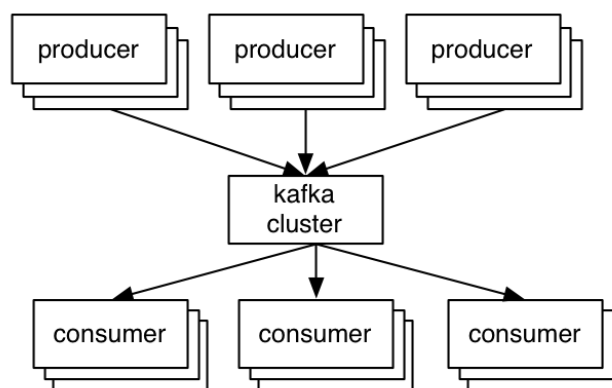 producer
producer
producer
kafka
cluster
consumer
consumer
consumer